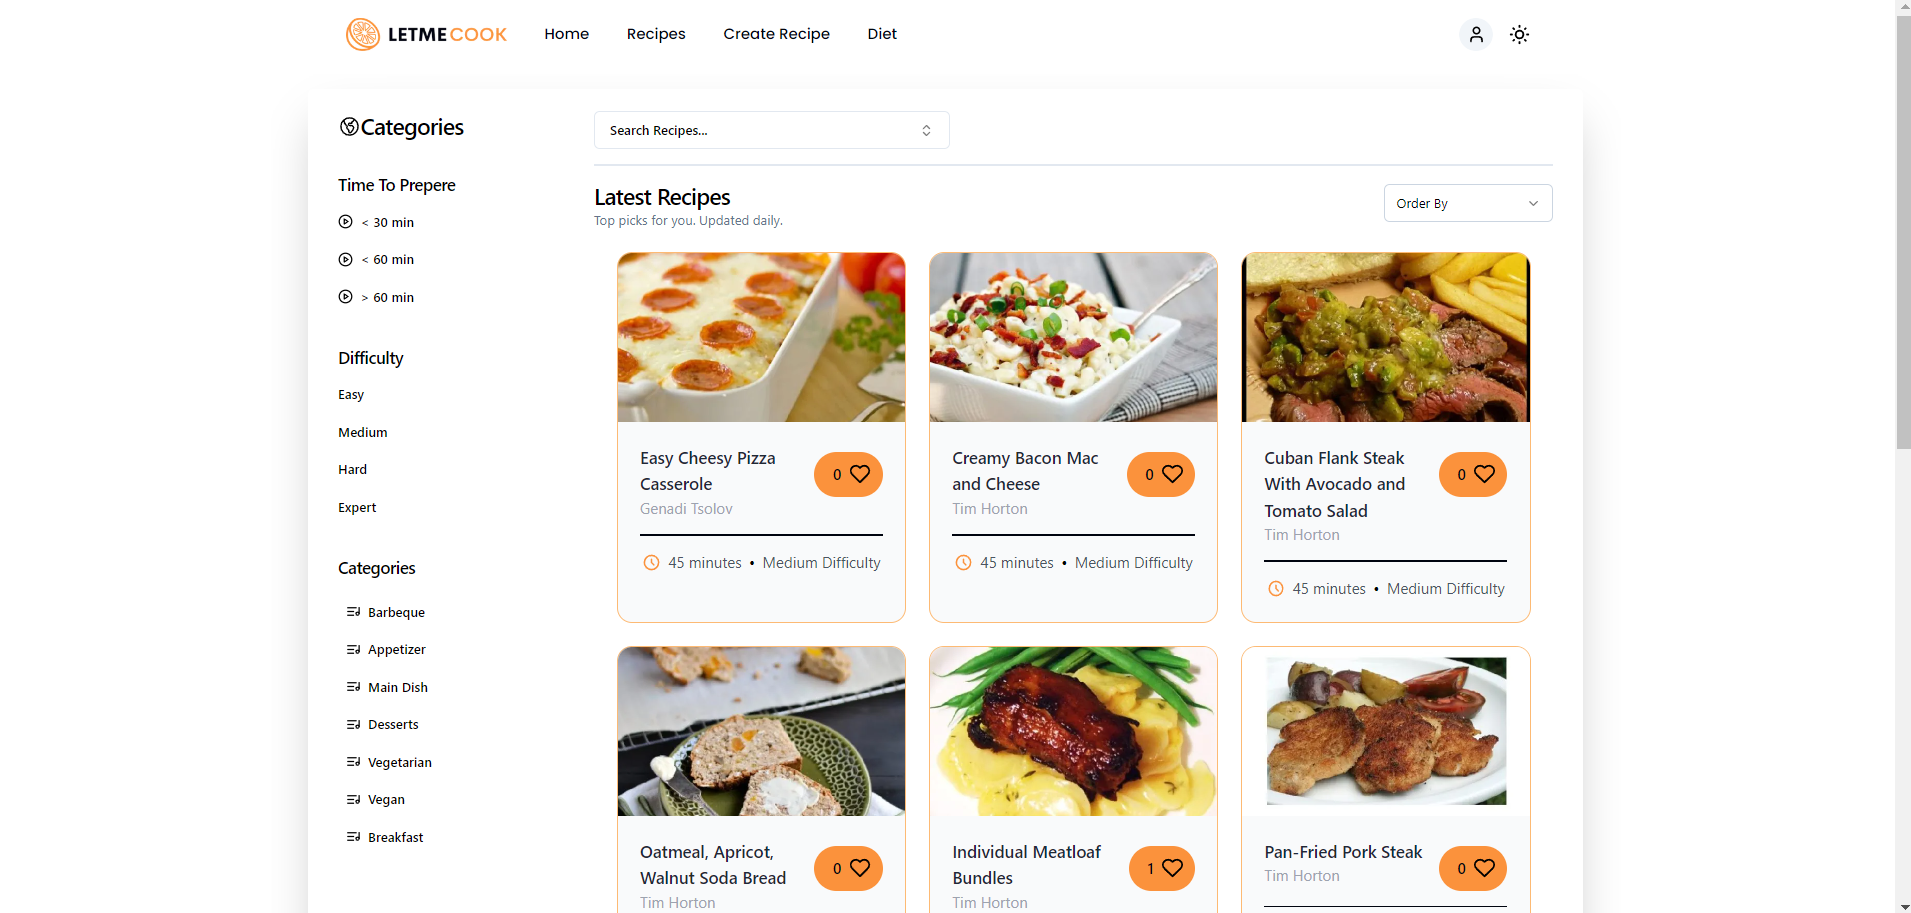 LETMECOOK
Home
Recipes
Create Recipe
Diet
Categories
Time To Prepere
< 30 min
< 60 min
> 60 min
Difficulty
Easy
Medium
Hard
Expert
Categories
Barbeque
Appetizer
Main Dish
Desserts
Vegetarian
Vegan
Breakfast
Search Recipes...
Latest Recipes
Top picks for you. Updated daily.
Order By
Easy Cheesy Pizza
Casserole
Genadi Tsolov
0
45 minutes • Medium Difficulty
Creamy Bacon Mac
and Cheese
Tim Horton
0
45 minutes • Medium Difficulty
Cuban Flank Steak
With Avocado and
Tomato Salad
Tim Horton
0
45 minutes • Medium Difficulty
Oatmeal, Apricot,
Walnut Soda Bread
Tim Horton
0
Individual Meatloaf
Bundles
Tim Horton
1
Pan-Fried Pork Steak
Tim Horton
0